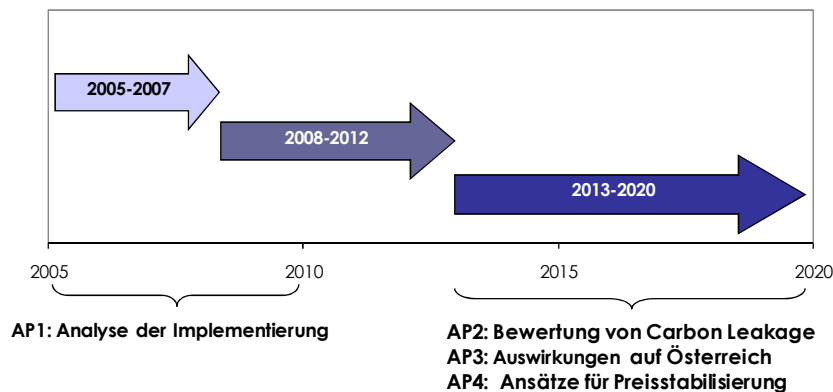 2005-2007
2008-2012
2013-2020
2005 2010 2015 2020
AP1: Analyse der Implementierung
AP2: Bewertung von Carbon Leakage
AP3: Auswirkungen auf Österreich
AP4: Ansätze für Preisstabilisierung